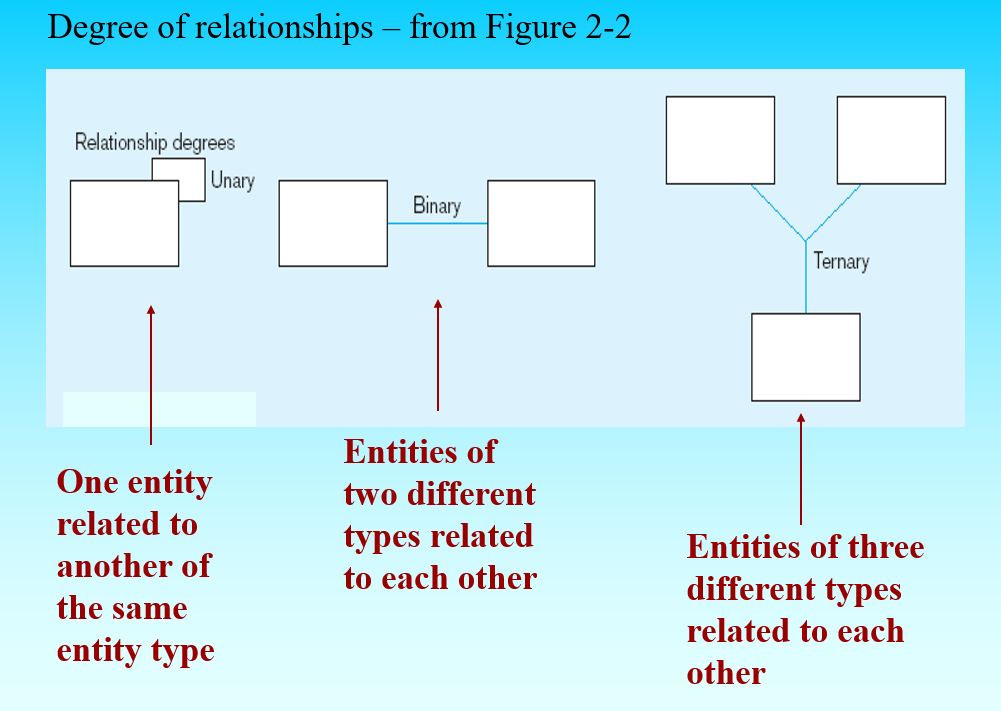 Degree of relationships – from Figure 2-2
Relationship degrees
Unary
Binary
Ternary
One entity
related to
another of
the same
entity type
Entities of
two different
types related
to each other
Entities of three
different types
related to each
other